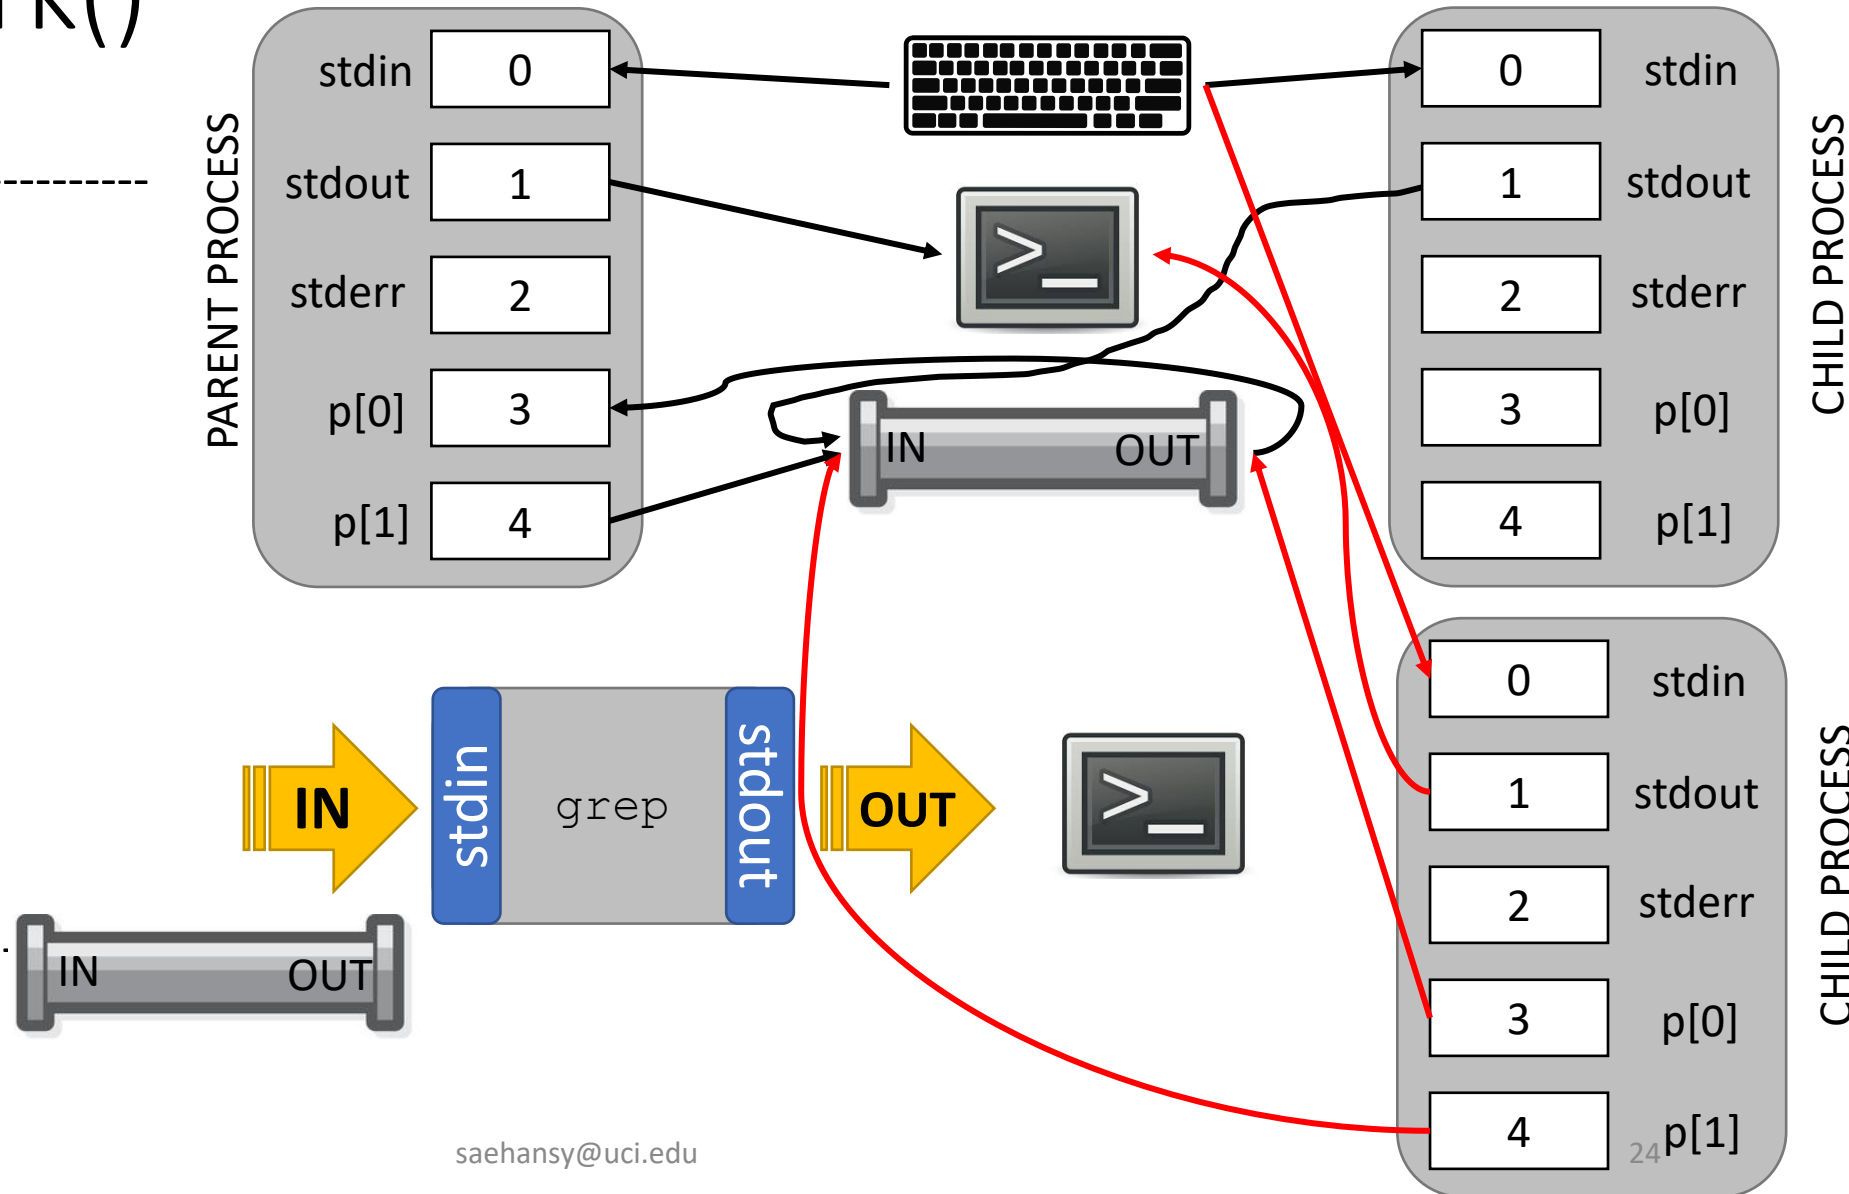 rk()
----------
PARENT PROCESS
stdin 0
stdout 1
stderr 2
p[0] 3
p[1] 4
>_
IN OUT
0 stdin
1 stdout
2 stderr
3 p[0]
4 p[1]
CHILD PROCESS
IN
stdin
grep
stdout
OUT
>_
IN OUT
0 stdin
1 stdout
2 stderr
3 p[0]
4 p[1]
CHILD PROCESS
saehansy@uci.edu
24